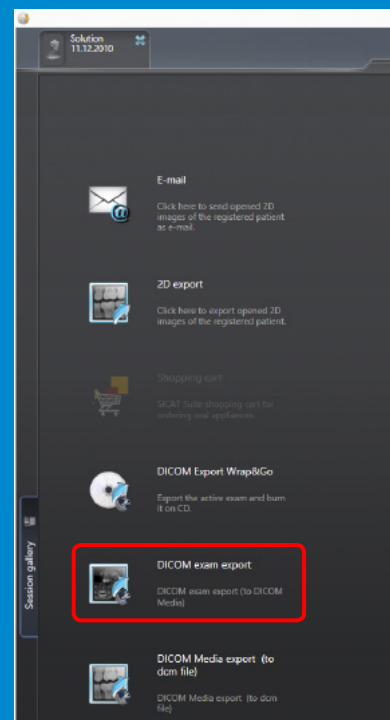 Solution
11.12.2010
E-mail
Click here to send opened 2D
images of the registered patient
as e-mail.
2D export
Click here to export opened 2D
images of the registered patient.
Shopping cart
SICAT Suite shopping cart for
ordering oral appliances.
DICOM Export Wrap&Go
Export the active exam and burn
it on CD.
Session gallery
DICOM exam export
DICOM exam export (to DICOM
Media)
DICOM Media export (to
dcm file)
DICOM Media export (to dcm
file)